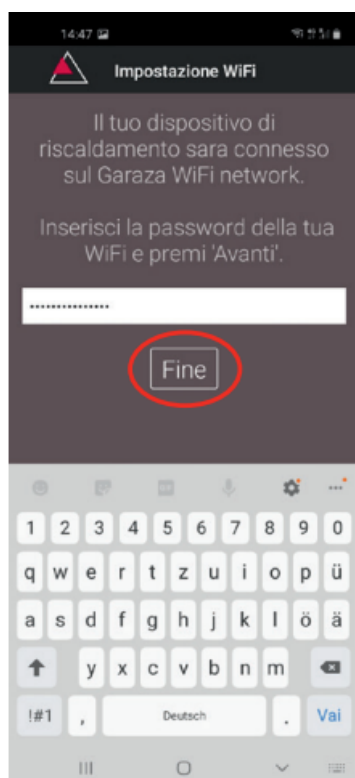 14:47
Impostazione WiFi
Il tuo dispositivo di
riscaldamento sara connesso
sul Garaza WiFi network.
Inserisci la password della tua
WiFi e premi 'Avanti'.
Fine
1 2 3 4 5 6 7 8 9 0
q w e r t z u i o p ü
a s d f g h j k l ö ä
y x c v b n m
!#1 , Deutsch . Vai